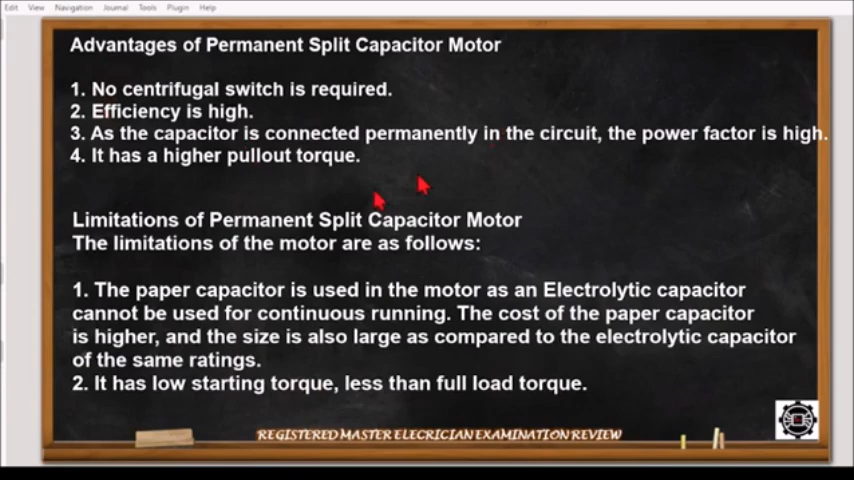 Edit View Navigation Journal Tools Plugin Help
Advantages of Permanent Split Capacitor Motor
1. No centrifugal switch is required.
2. Efficiency is high.
3. As the capacitor is connected permanently in the circuit, the power factor is high.
4. It has a higher pullout torque.
Limitations of Permanent Split Capacitor Motor
The limitations of the motor are as follows:
1. The paper capacitor is used in the motor as an Electrolytic capacitor
cannot be used for continuous running. The cost of the paper capacitor
is higher, and the size is also large as compared to the electrolytic capacitor
of the same ratings.
2. It has low starting torque, less than full load torque.
REGISTERED MASTER ELECRICIAN EXAMINATION REVIEW